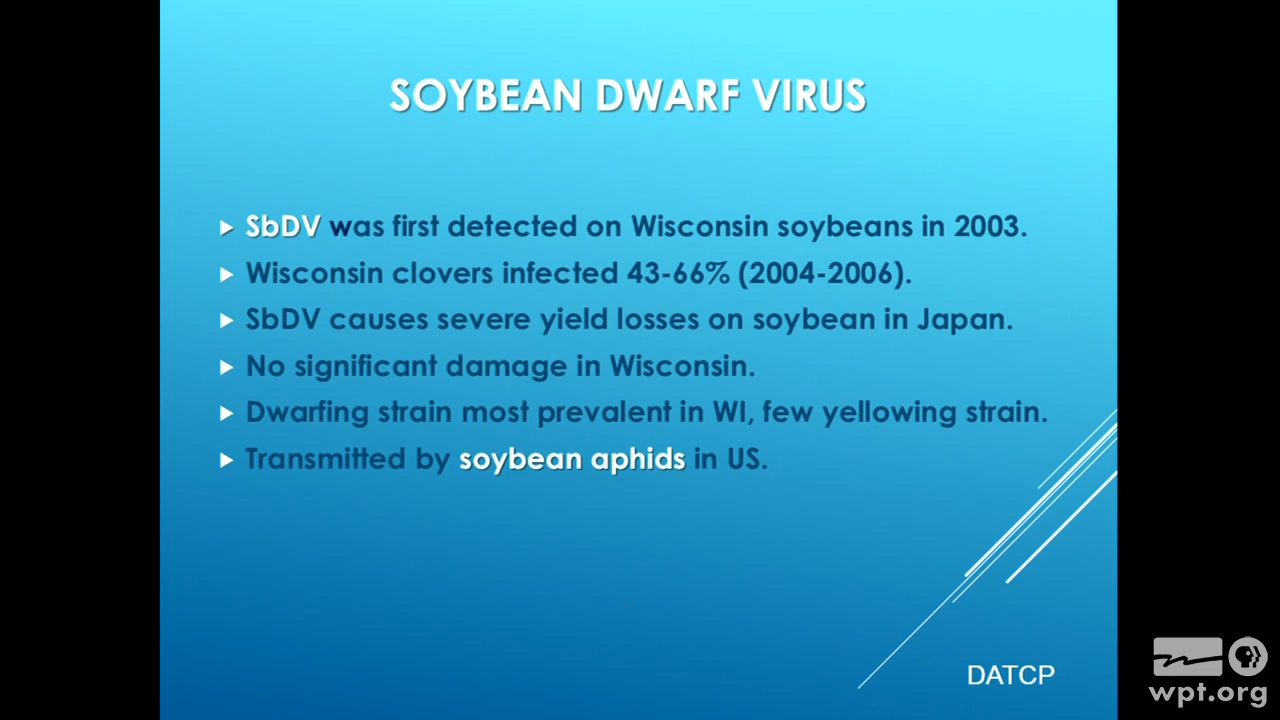 SOYBEAN DWARF VIRUS
SbDV was first detected on Wisconsin soybeans in 2003.
Wisconsin clovers infected 43-66% (2004-2006).
SbDV causes severe yield losses on soybean in Japan.
No significant damage in Wisconsin.
Dwarfing strain most prevalent in WI, few yellowing strain.
Transmitted by soybean aphids in US.
DATCP
wpt.org